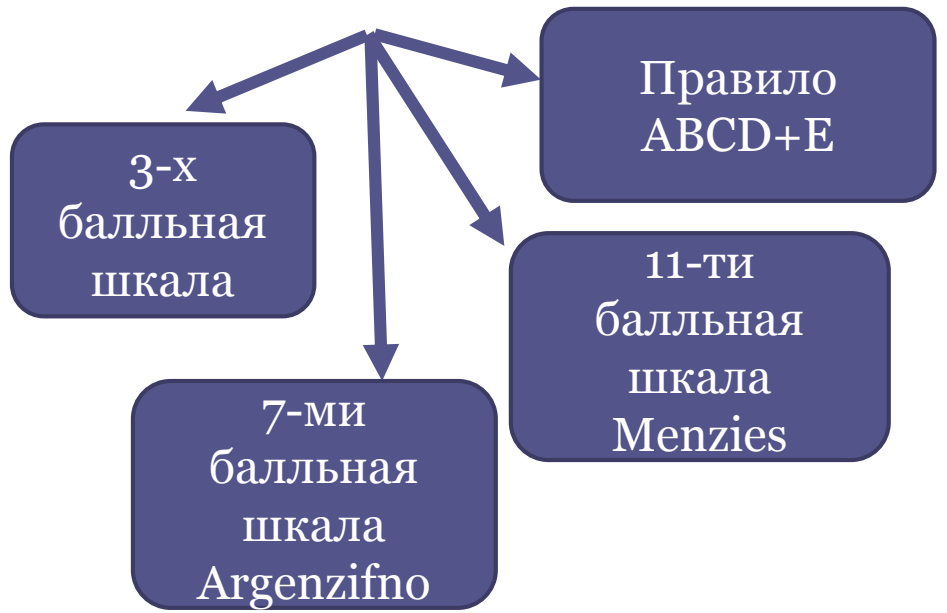 Правило
ABCD+E
3-х
балльная
шкала
11-ти
балльная
шкала
Menzies
7-ми
балльная
шкала
Argenzifno